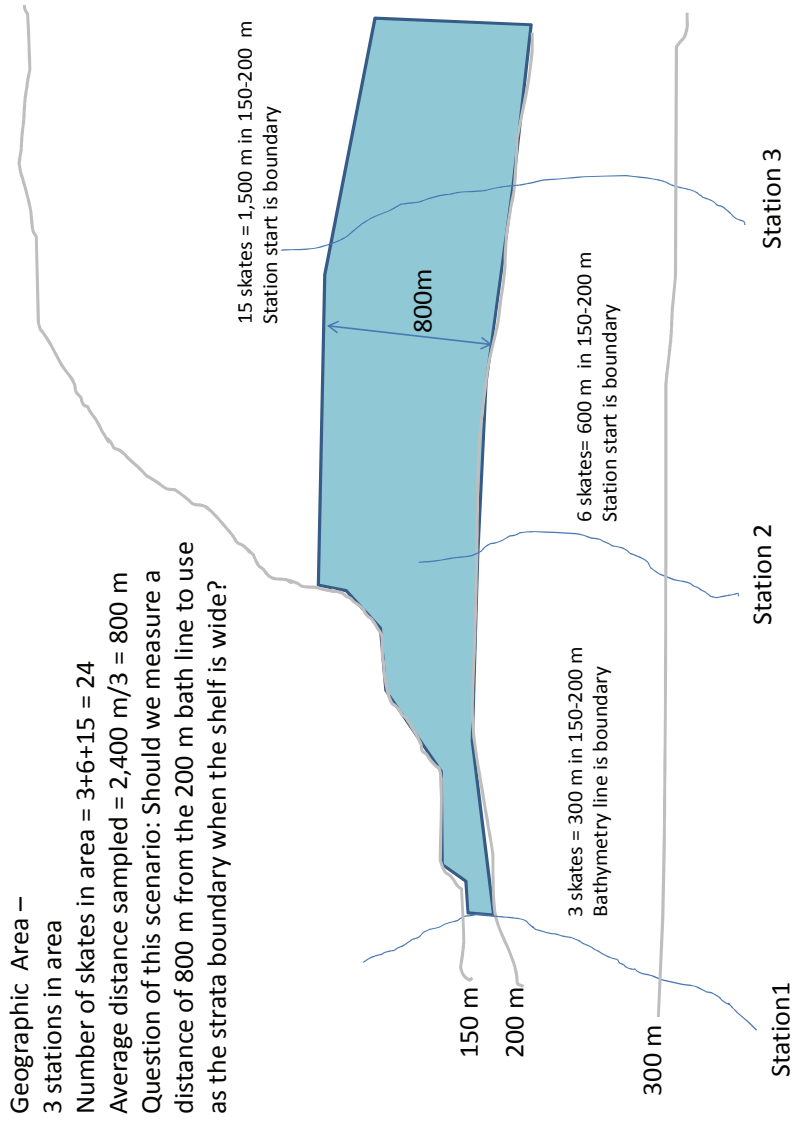 Geographic Area –
3 stations in area
Number of skates in area = 3+6+15 = 24
Average distance sampled = 2,400 m/3 = 800 m
Question of this scenario: Should we measure a
distance of 800 m from the 200 m bath line to use
as the strata boundary when the shelf is wide?
15 skates = 1,500 m in 150-200 m
Station start is boundary
800m
150 m
200 m
3 skates = 300 m in 150-200 m
Bathymetry line is boundary
6 skates= 600 m in 150-200 m
Station start is boundary
300 m
Station1
Station 2
Station 3